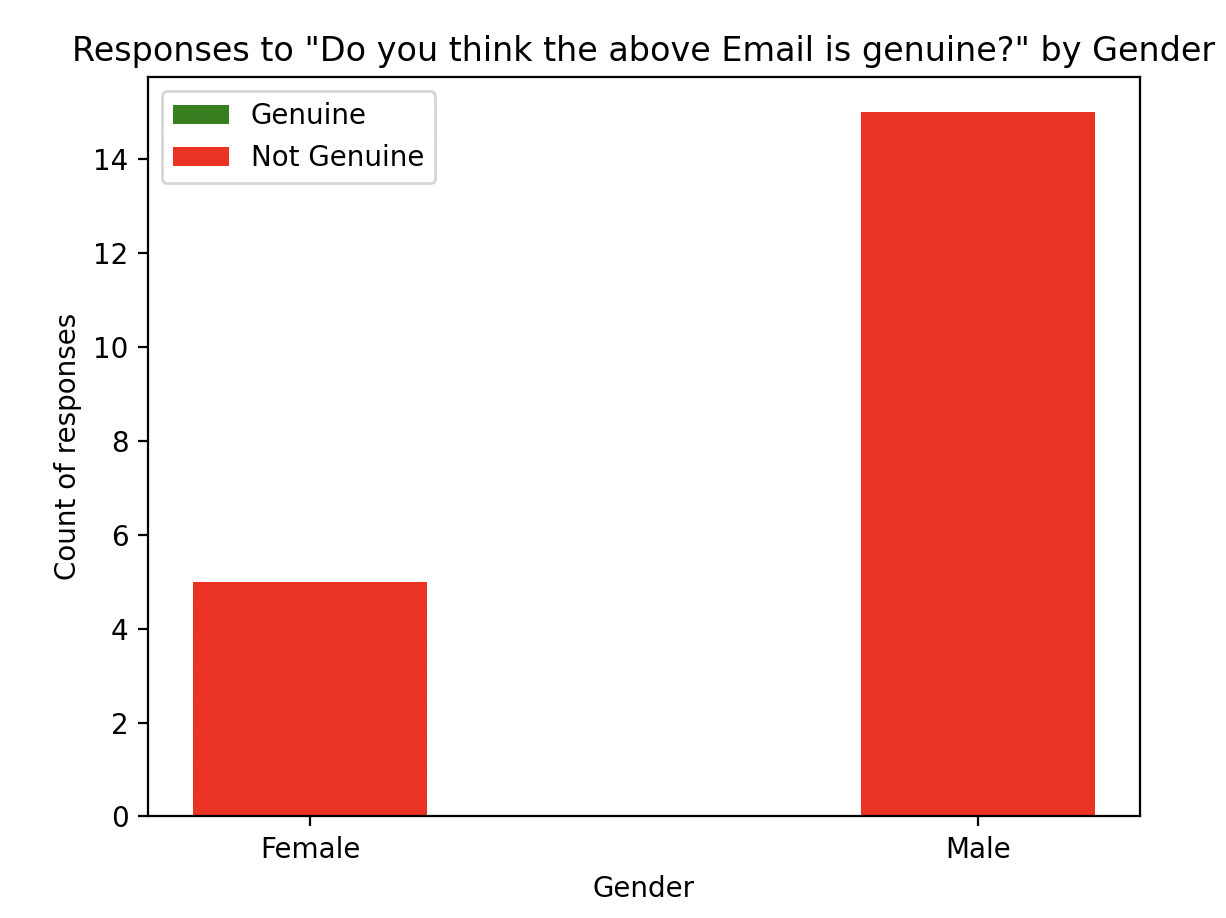 Responses to "Do you think the above Email is genuine?" by Gender
Genuine
Not Genuine
14
12
10
8
6
4
2
0
Count of responses
Female
Male
Gender